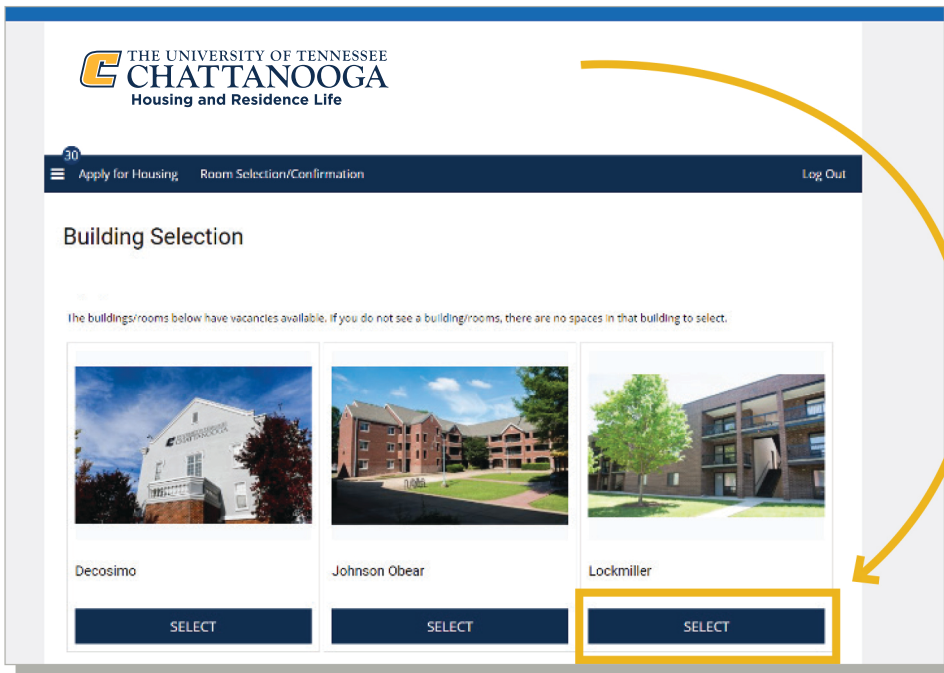 THE UNIVERSITY OF TENNESSEE
CHATTANOOGA
Housing and Residence Life
30
Apply for Housing Room Selection/Confirmation Log Out
Building Selection
The buildings/rooms below have vacancies available. If you do not see a building/rooms, there are no spaces in that building to select.
CHATTANOOGA
Decosimo Johnson Obear Lockmiller
SELECT SELECT SELECT